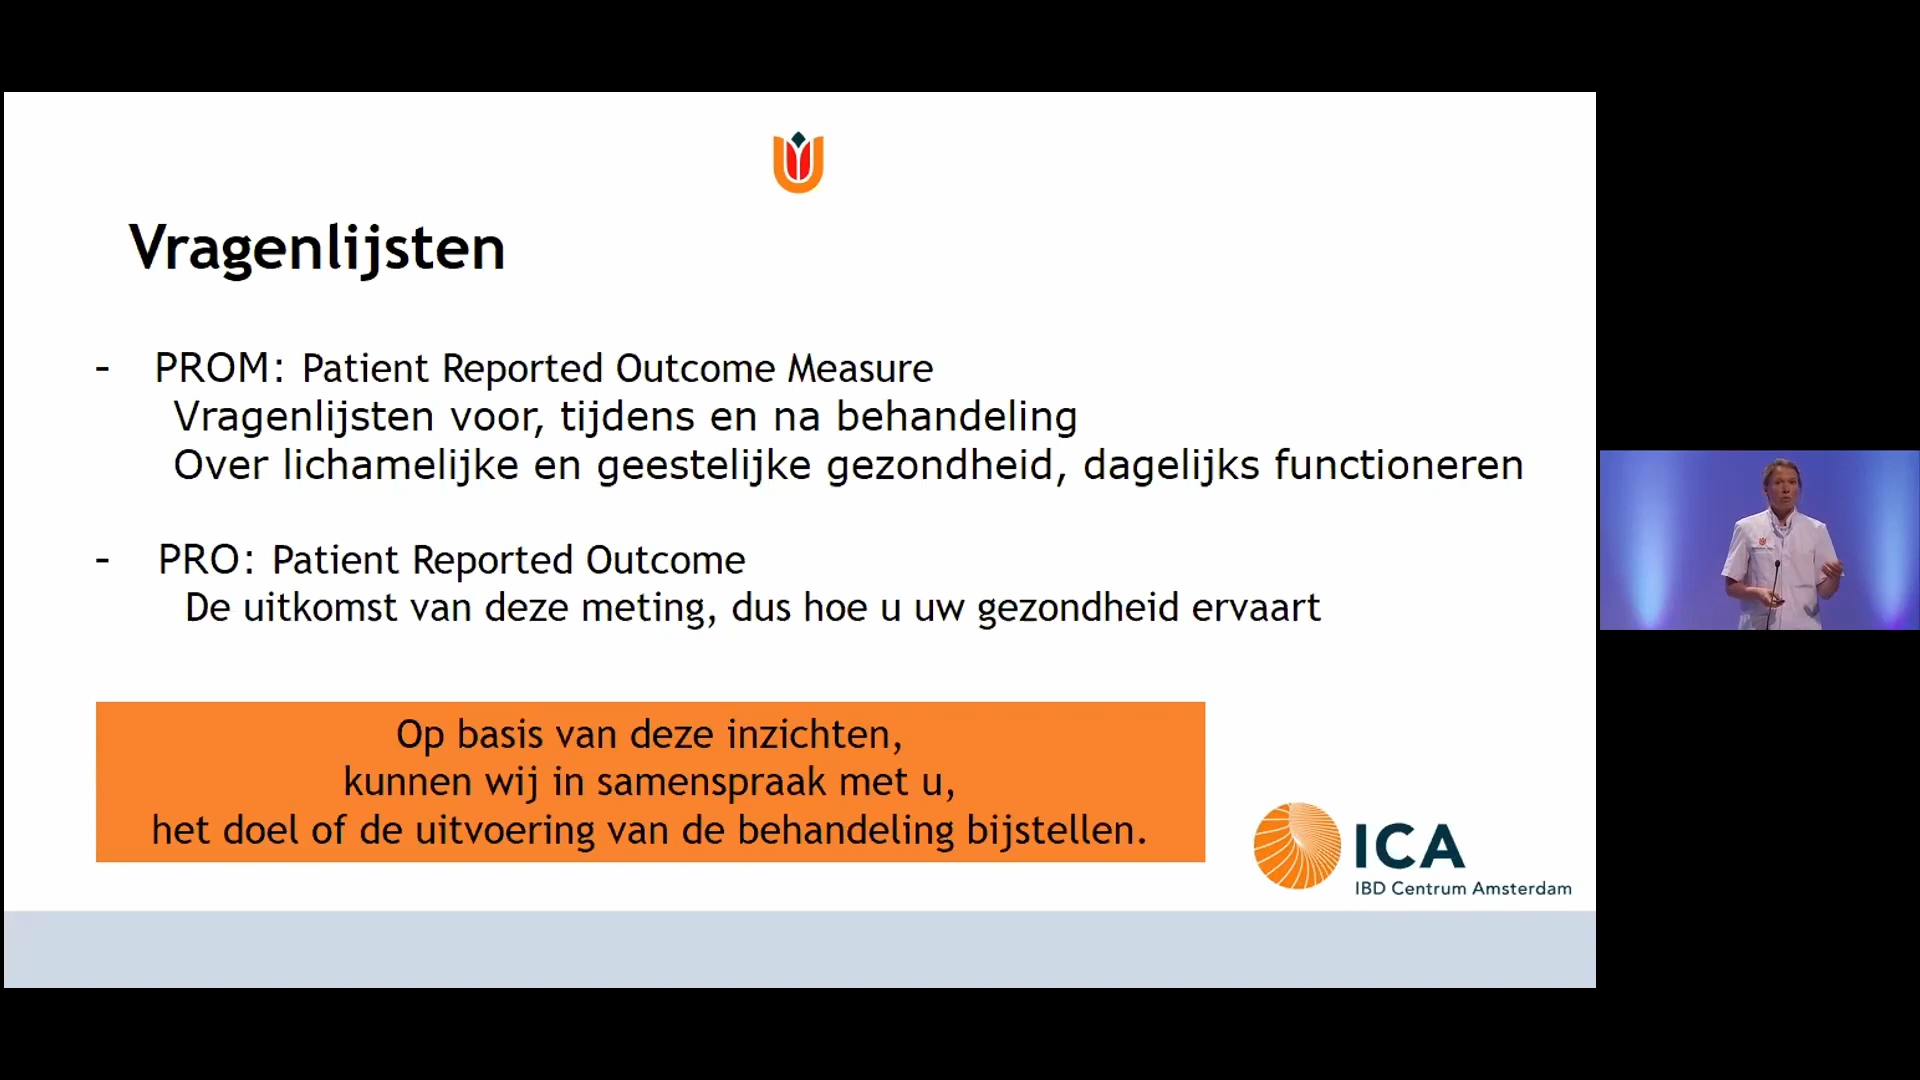 Vragenlijsten
- PROM: Patient Reported Outcome Measure
Vragenlijsten voor, tijdens en na behandeling
Over lichamelijke en geestelijke gezondheid, dagelijks functioneren
- PRO: Patient Reported Outcome
De uitkomst van deze meting, dus hoe u uw gezondheid ervaart
Op basis van deze inzichten,
kunnen wij in samenspraak met u,
het doel of de uitvoering van de behandeling bijstellen.
ICA
IBD Centrum Amsterdam